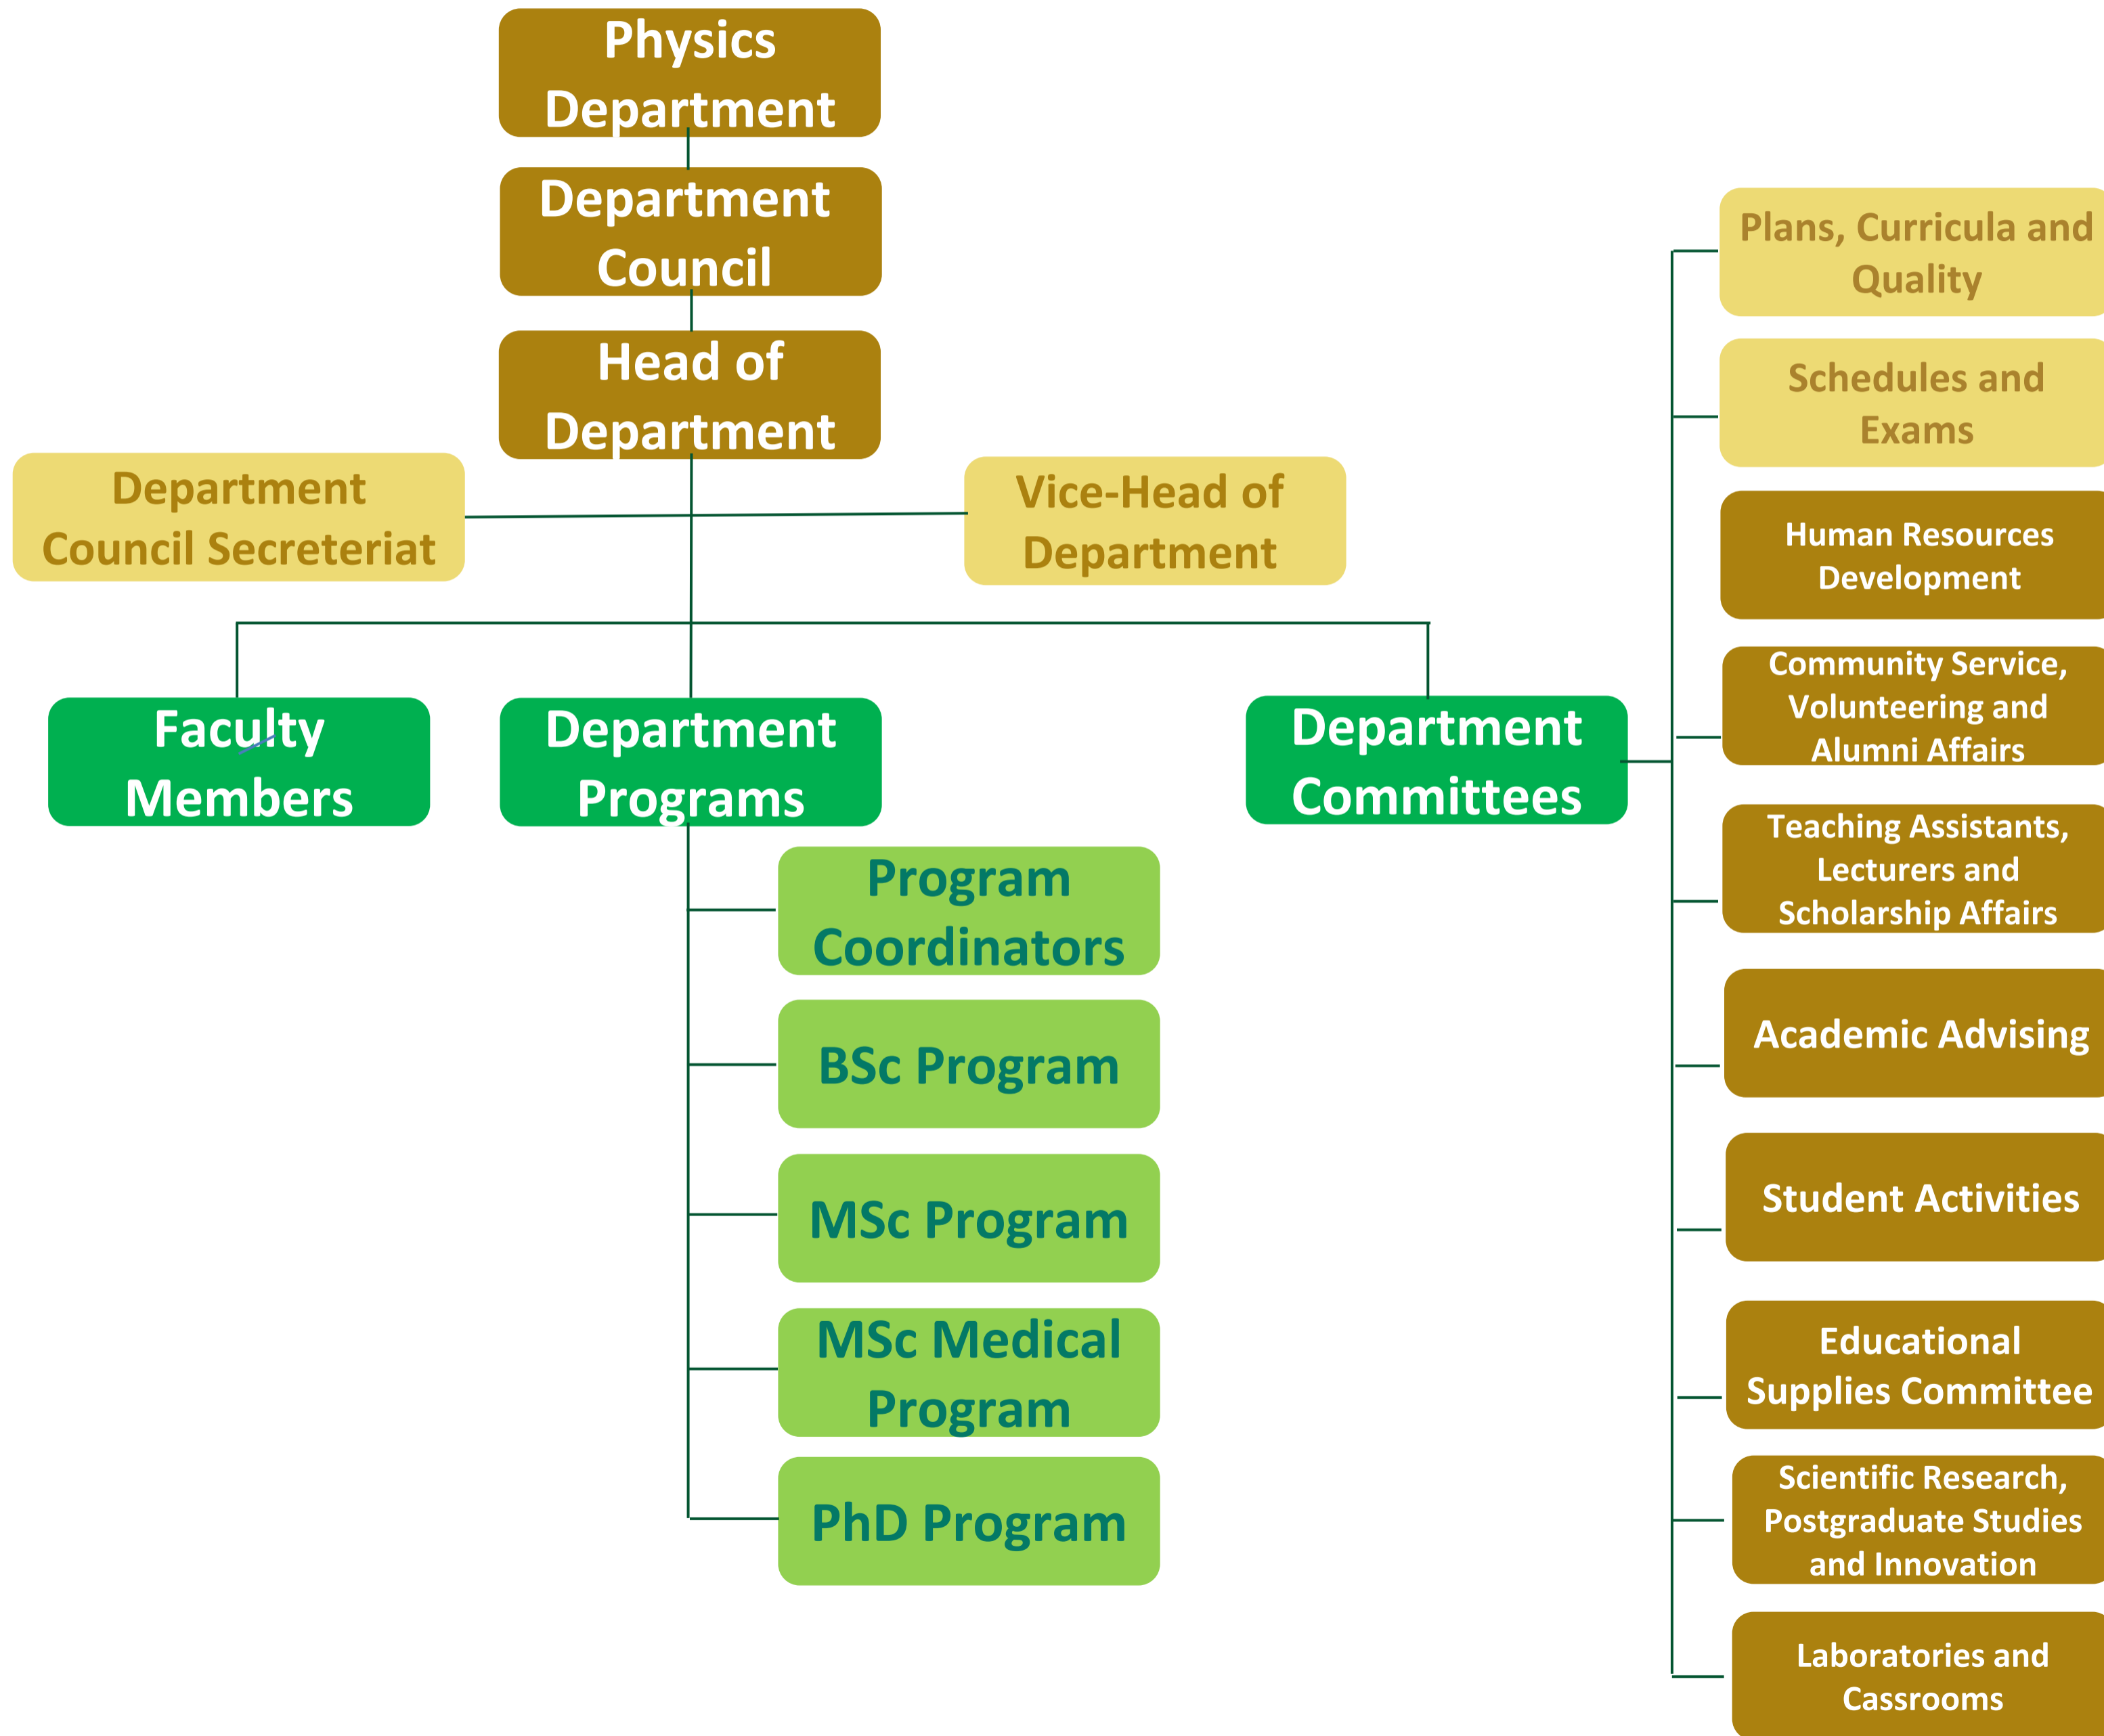 Physics
Department
Department
Council
Head of
Department
Department
Council Secreteriat
Vice-Head of
Department
Faculty
Members
Department
Programs
Program
Coordinators
BSc Program
MSc Program
MSc Medical
Program
PhD Program
Department
Committees
Plans, Curricula and
Quality
Schedules and
Exams
Human Resources
Development
Community Service,
Volunteering and
Alumni Affairs
Teaching Assistants,
Lecturers and
Scholarship Affairs
Academic Advising
Student Activities
Educational
Supplies Committee
Scientific Research,
Postgraduate Studies
and Innovation
Laboratories and
Cassrooms